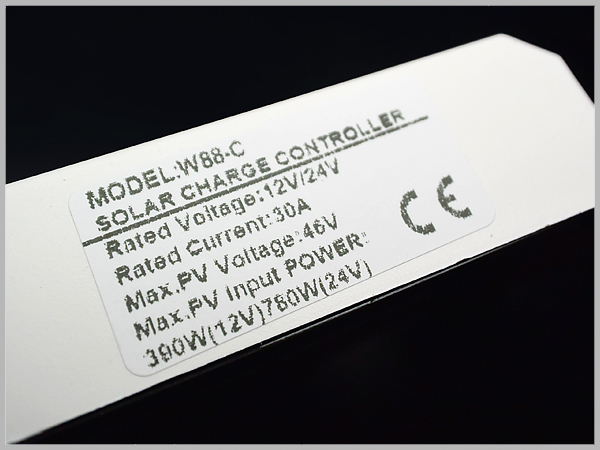 MODEL:W88-C
SOLAR CHARGE CONTROLLER
Rated Voltage:12V/24V
Rated Current:30A
Max.PV Voltage:46V
Max.PV Input POWER:
390W(12V)780W(24V)
CE